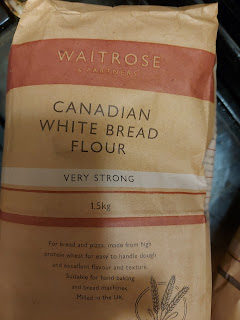 WAITROSE
& PARTNERS
CANADIAN
WHITE BREAD
FLOUR
VERY STRONG
1.5kg
For bread and pizza, made from high
protein wheat for easy to handle dough
and excellent flavour and texture.
Suitable for hand baking
and bread machines.
Milled in the UK.